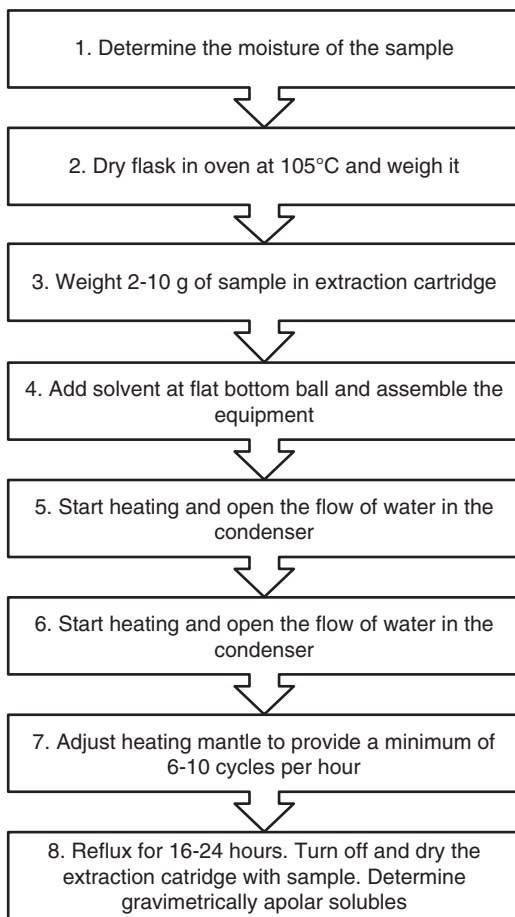 1. Determine the moisture of the sample
2. Dry flask in oven at 105°C and weigh it
3. Weight 2-10 g of sample in extraction cartridge
4. Add solvent at flat bottom ball and assemble the
equipment
5. Start heating and open the flow of water in the
condenser
6. Start heating and open the flow of water in the
condenser
7. Adjust heating mantle to provide a minimum of
6-10 cycles per hour
8. Reflux for 16-24 hours. Turn off and dry the
extraction catridge with sample. Determine
gravimetrically apolar solubles